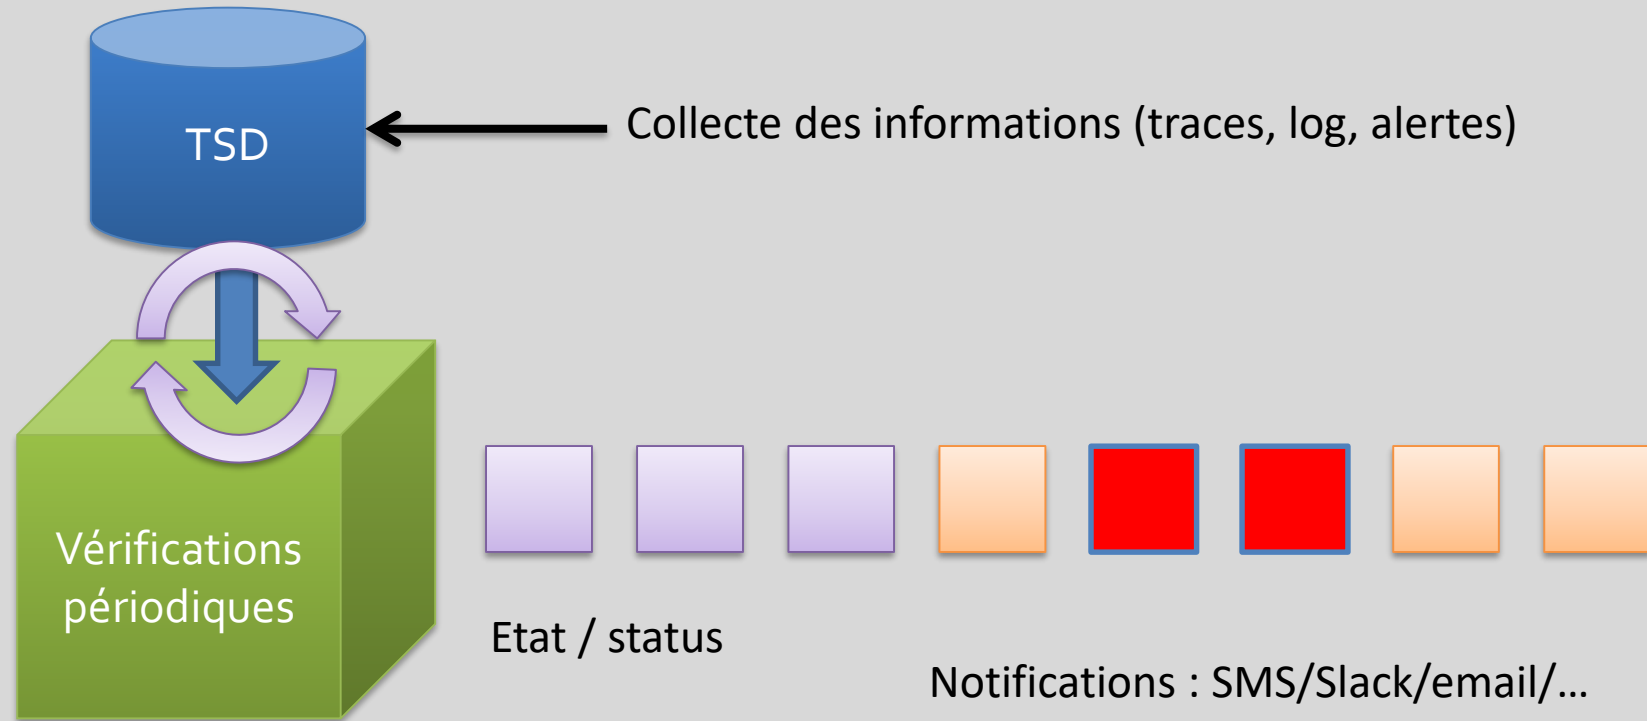 TSD
Collecte des informations (traces, log, alertes)
Vérifications
périodiques
Etat / status
Notifications : SMS/Slack/email/…